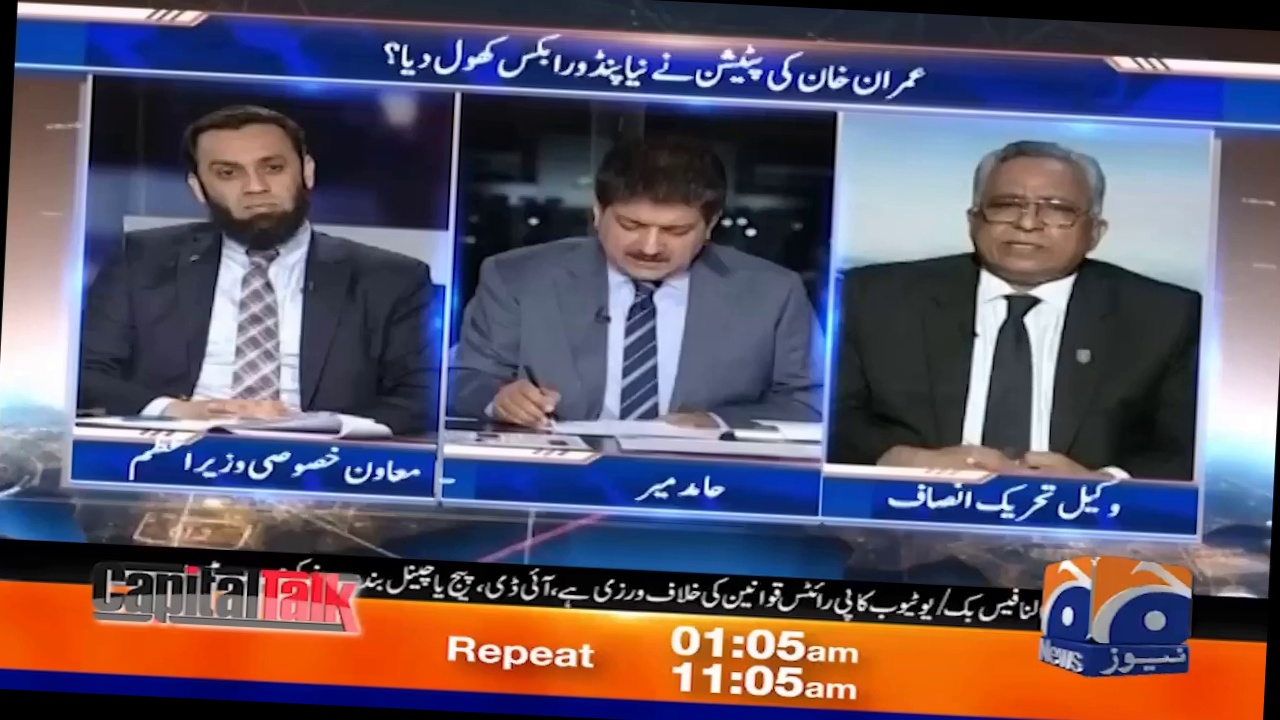 عمران خان کی پٹیشن نے نیا پنڈورا بکس کھول دیا؟
معاون خصوصی وزیراعظم
حامد میر
وکیل تحریک انصاف
لنا فیس بک/یوٹیوب کاپی رائٹس قوانین کی خلاف ورزی ہے، آئی ڈی، پیج یا چینل بند
Capital Talk
Repeat
01:05am
11:05am
جیو
News نیوز